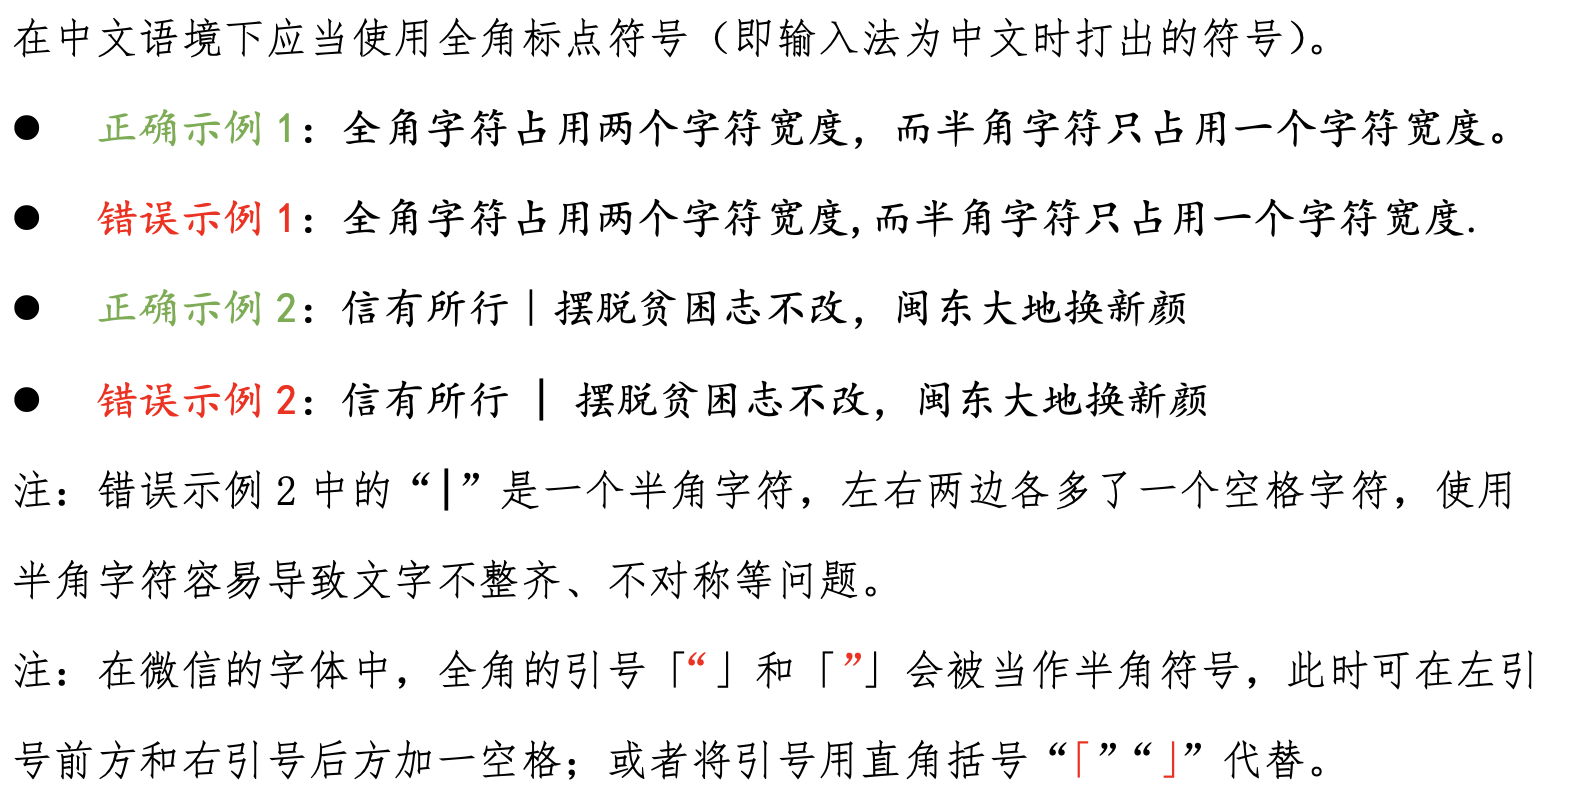 在中文语境下应当使用全角标点符号（即输入法为中文时打出的符号）。
● 正确示例 1：全角字符占用两个字符宽度，而半角字符只占用一个字符宽度。
● 错误示例 1：全角字符占用两个字符宽度,而半角字符只占用一个字符宽度.
● 正确示例 2：信有所行｜摆脱贫困志不改，闽东大地换新颜
● 错误示例 2：信有所行 | 摆脱贫困志不改，闽东大地换新颜
注：错误示例 2 中的“|”是一个半角字符，左右两边各多了一个空格字符，使用
半角字符容易导致文字不整齐、不对称等问题。
注：在微信的字体中，全角的引号「“」和「”」会被当作半角符号，此时可在左引
号前方和右引号后方加一空格；或者将引号用直角括号“「”“」”代替。